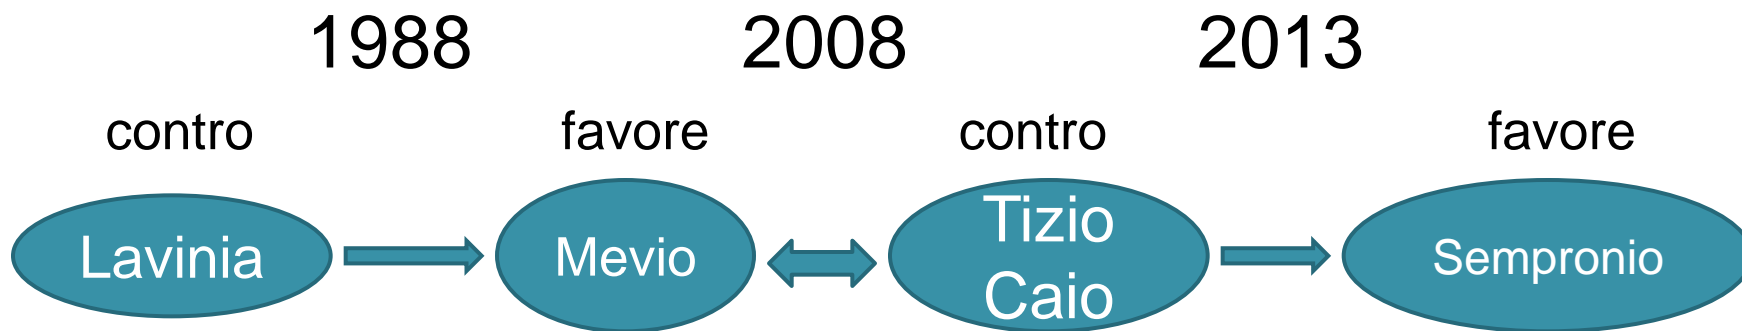 1988 2008 2013
contro favore contro favore
Lavinia Mevio Tizio Caio Sempronio